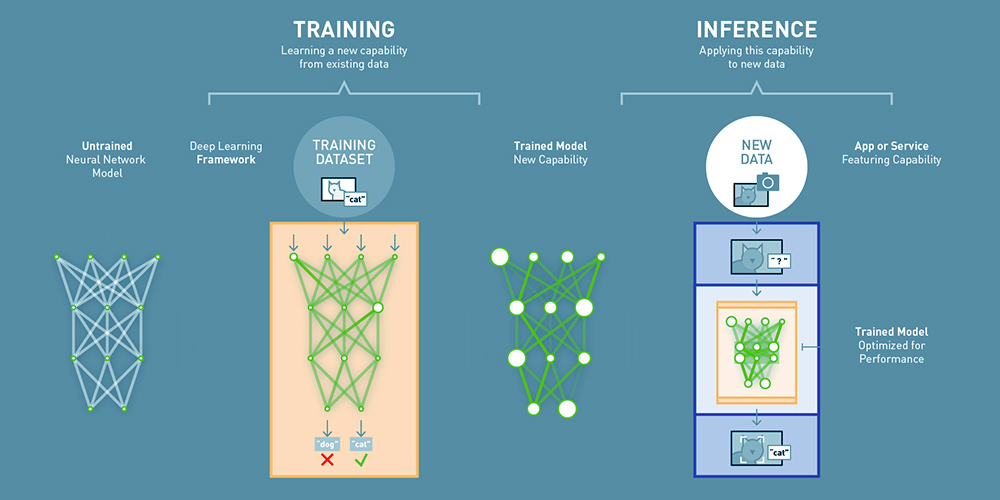 TRAINING
Learning a new capability
from existing data
INFERENCE
Applying this capability
to new data
Untrained
Neural Network
Model
Deep Learning
Framework
TRAINING
DATASET
"cat"
Trained Model
New Capability
NEW
DATA
App or Service
Featuring Capability
"?"
Trained Model
Optimized for
Performance
"dog"
"cat"
"cat"